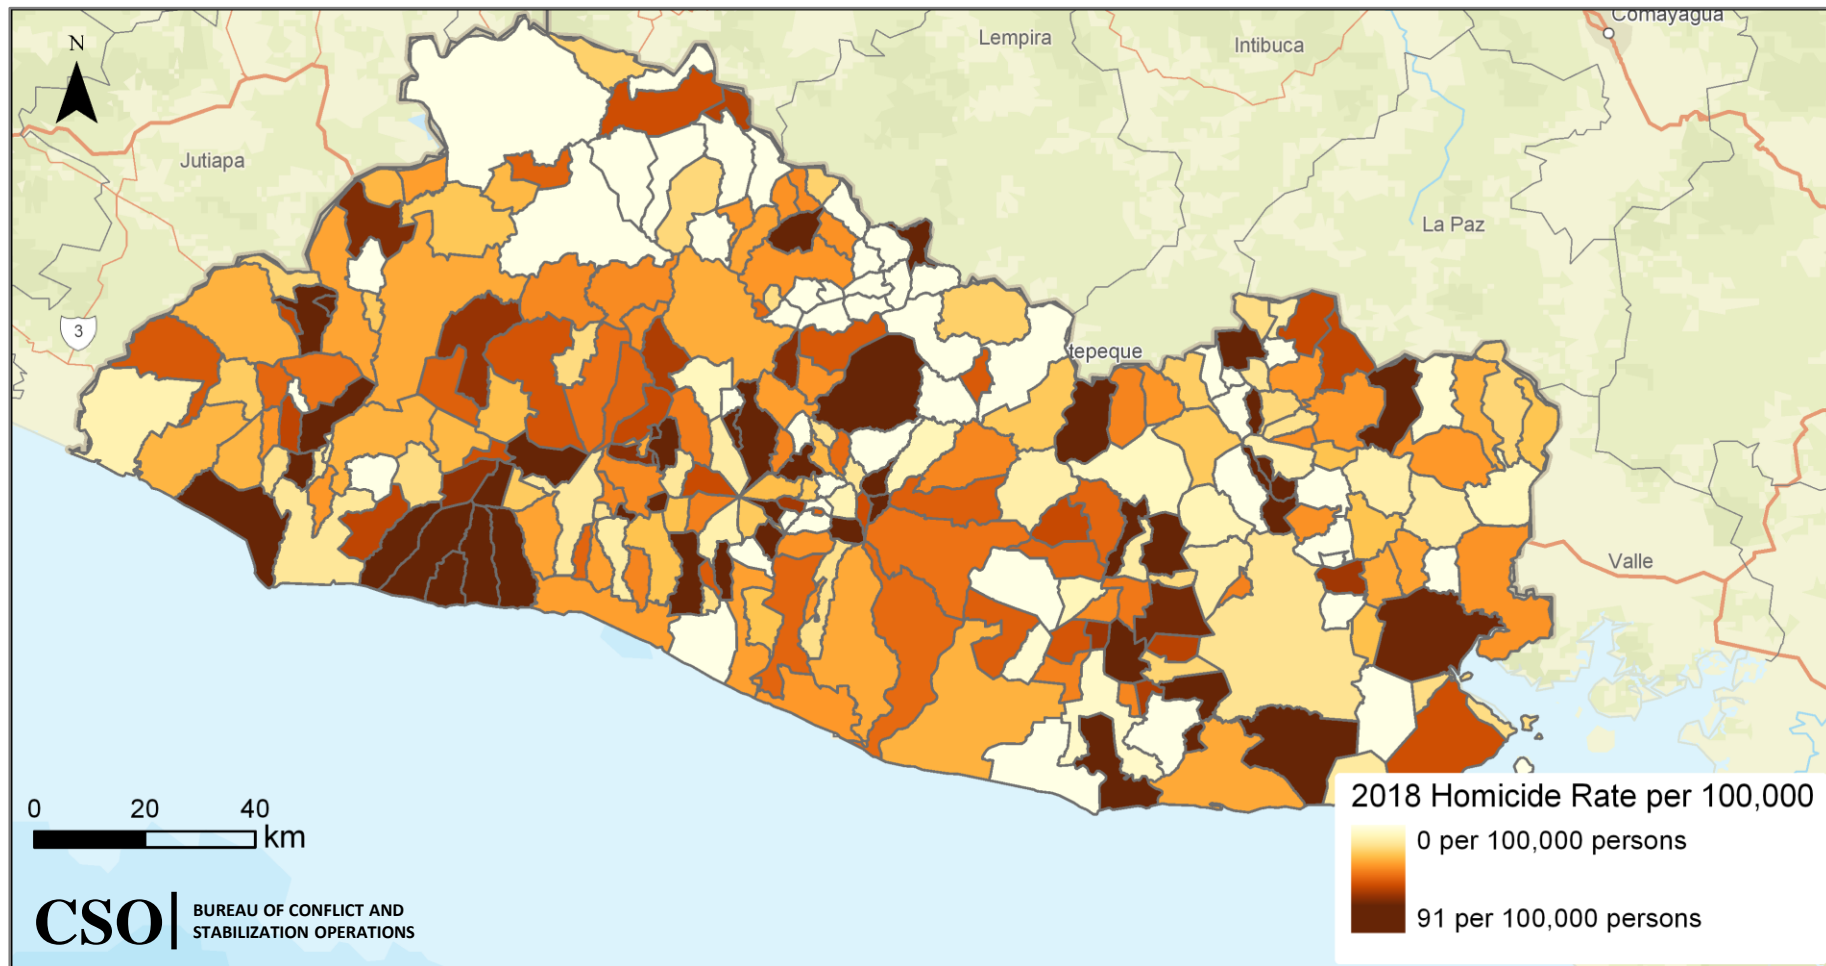 Comayagua
Lempira
Intibuca
N
Jutiapa
La Paz
3
tepeque
Valle
2018 Homicide Rate per 100,000
0 per 100,000 persons
91 per 100,000 persons
0 20 40
km
CSO
BUREAU OF CONFLICT AND
STABILIZATION OPERATIONS